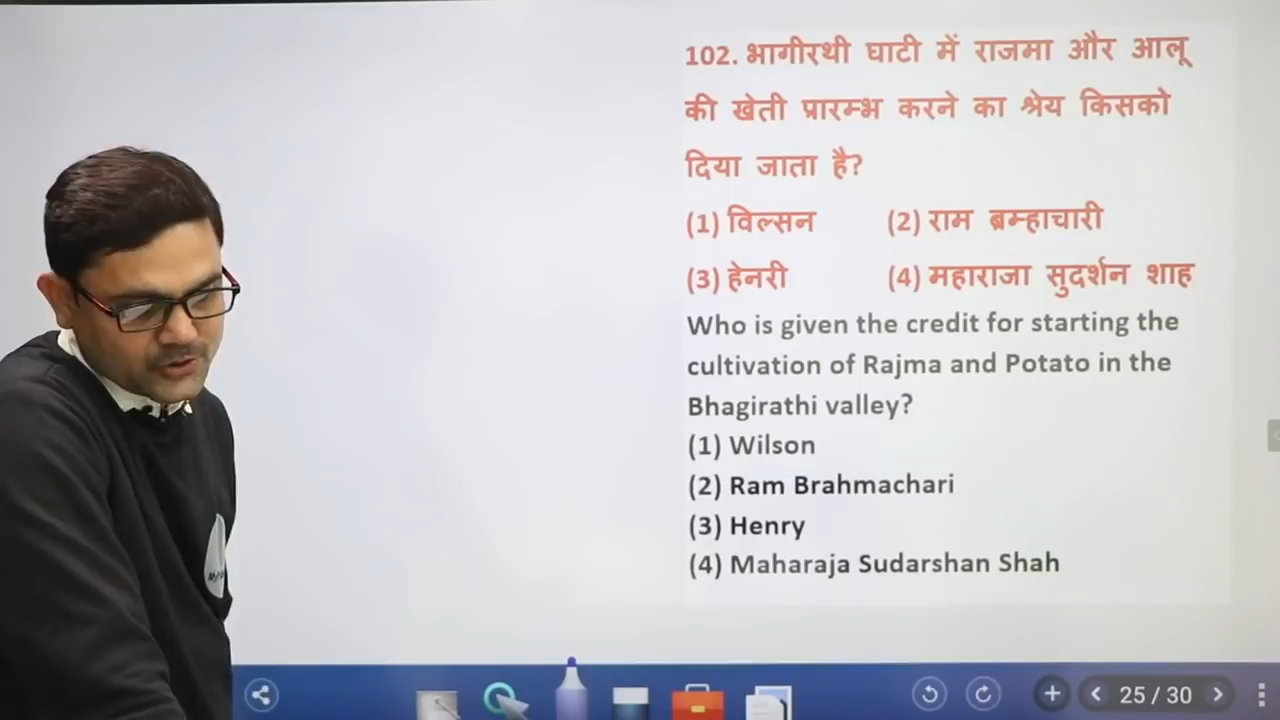 102. भागीरथी घाटी में राजमा और आलू
की खेती प्रारम्भ करने का श्रेय किसको
दिया जाता है?
(1) विल्सन (2) राम ब्रम्हाचारी
(3) हेनरी (4) महाराजा सुदर्शन शाह
Who is given the credit for starting the
cultivation of Rajma and Potato in the
Bhagirathi valley?
(1) Wilson
(2) Ram Brahmachari
(3) Henry
(4) Maharaja Sudarshan Shah
25 / 30